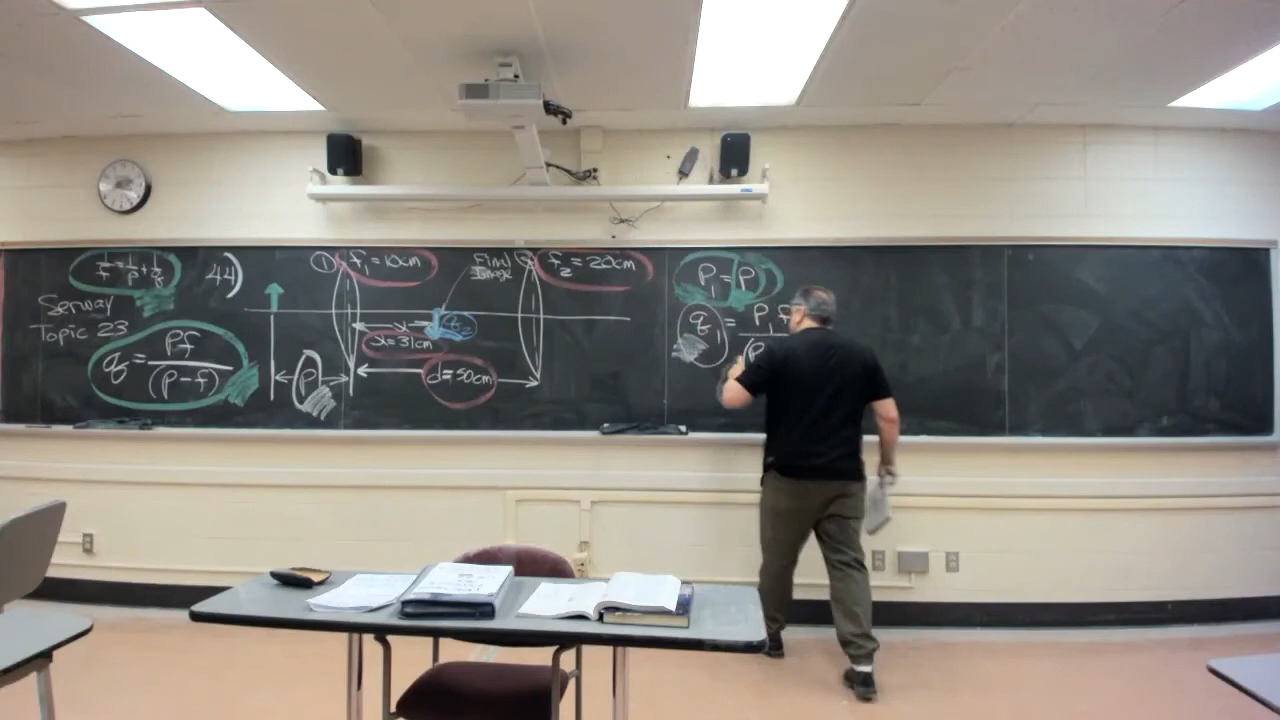 1/f = 1/p + 1/q
44)
Serway
Topic 23
q = pf / (p - f)
1
f₁ = 10cm
Final
Image
2
f₂ = 20cm
x
q₂
x = 31cm
d = 50cm
p
P₁ = P
q₁ = P₁f
(P